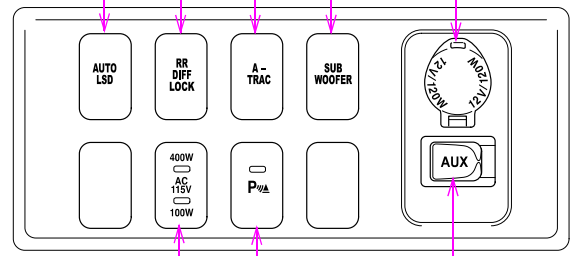 AUTO
LSD
RR
DIFF
LOCK
A –
TRAC
SUB
WOOFER
12V/120W
12V/120W
400W
AC
115V
100W
P
AUX